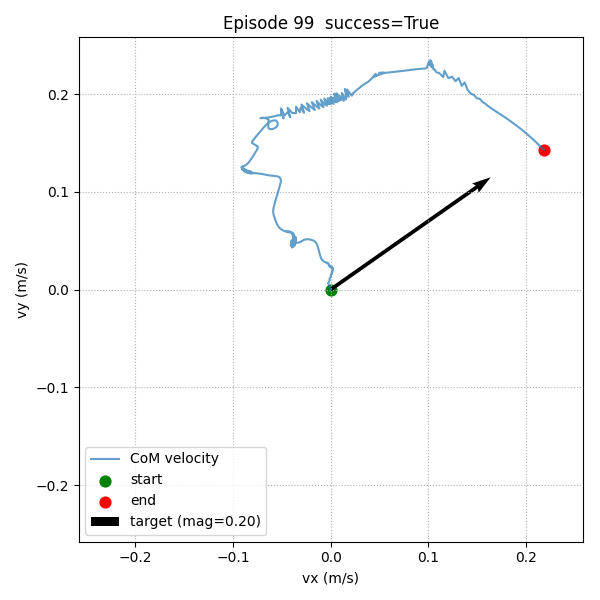 Episode 99  success=True
vy (m/s)
0.2
0.1
0.0
−0.1
−0.2
CoM velocity
start
end
target (mag=0.20)
−0.2
−0.1
0.0
0.1
0.2
vx (m/s)